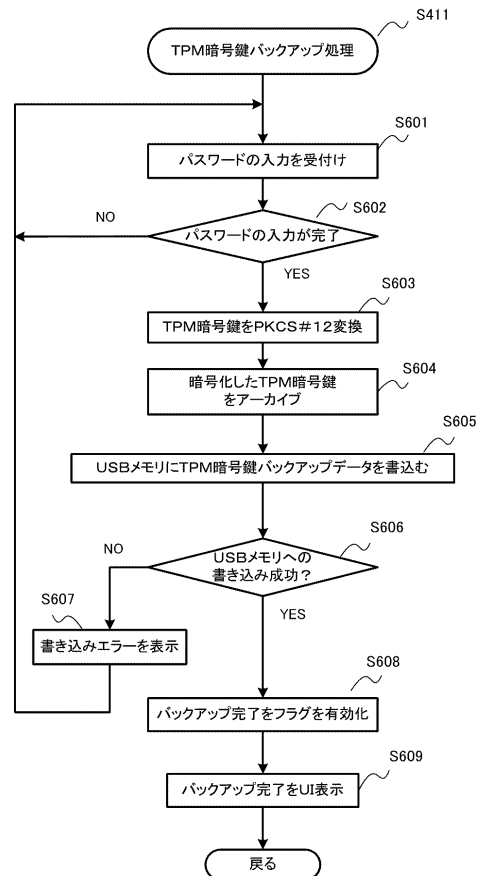 S411
TPM暗号鍵バックアップ処理
S601
パスワードの入力を受付け
S602
パスワードの入力が完了
NO
YES
S603
TPM暗号鍵をPKCS#12変換
S604
暗号化したTPM暗号鍵
をアーカイブ
S605
USBメモリにTPM暗号鍵バックアップデータを書込む
S606
USBメモリへの
書き込み成功？
NO
YES
S607
書き込みエラーを表示
S608
バックアップ完了をフラグを有効化
S609
バックアップ完了をUI表示
戻る